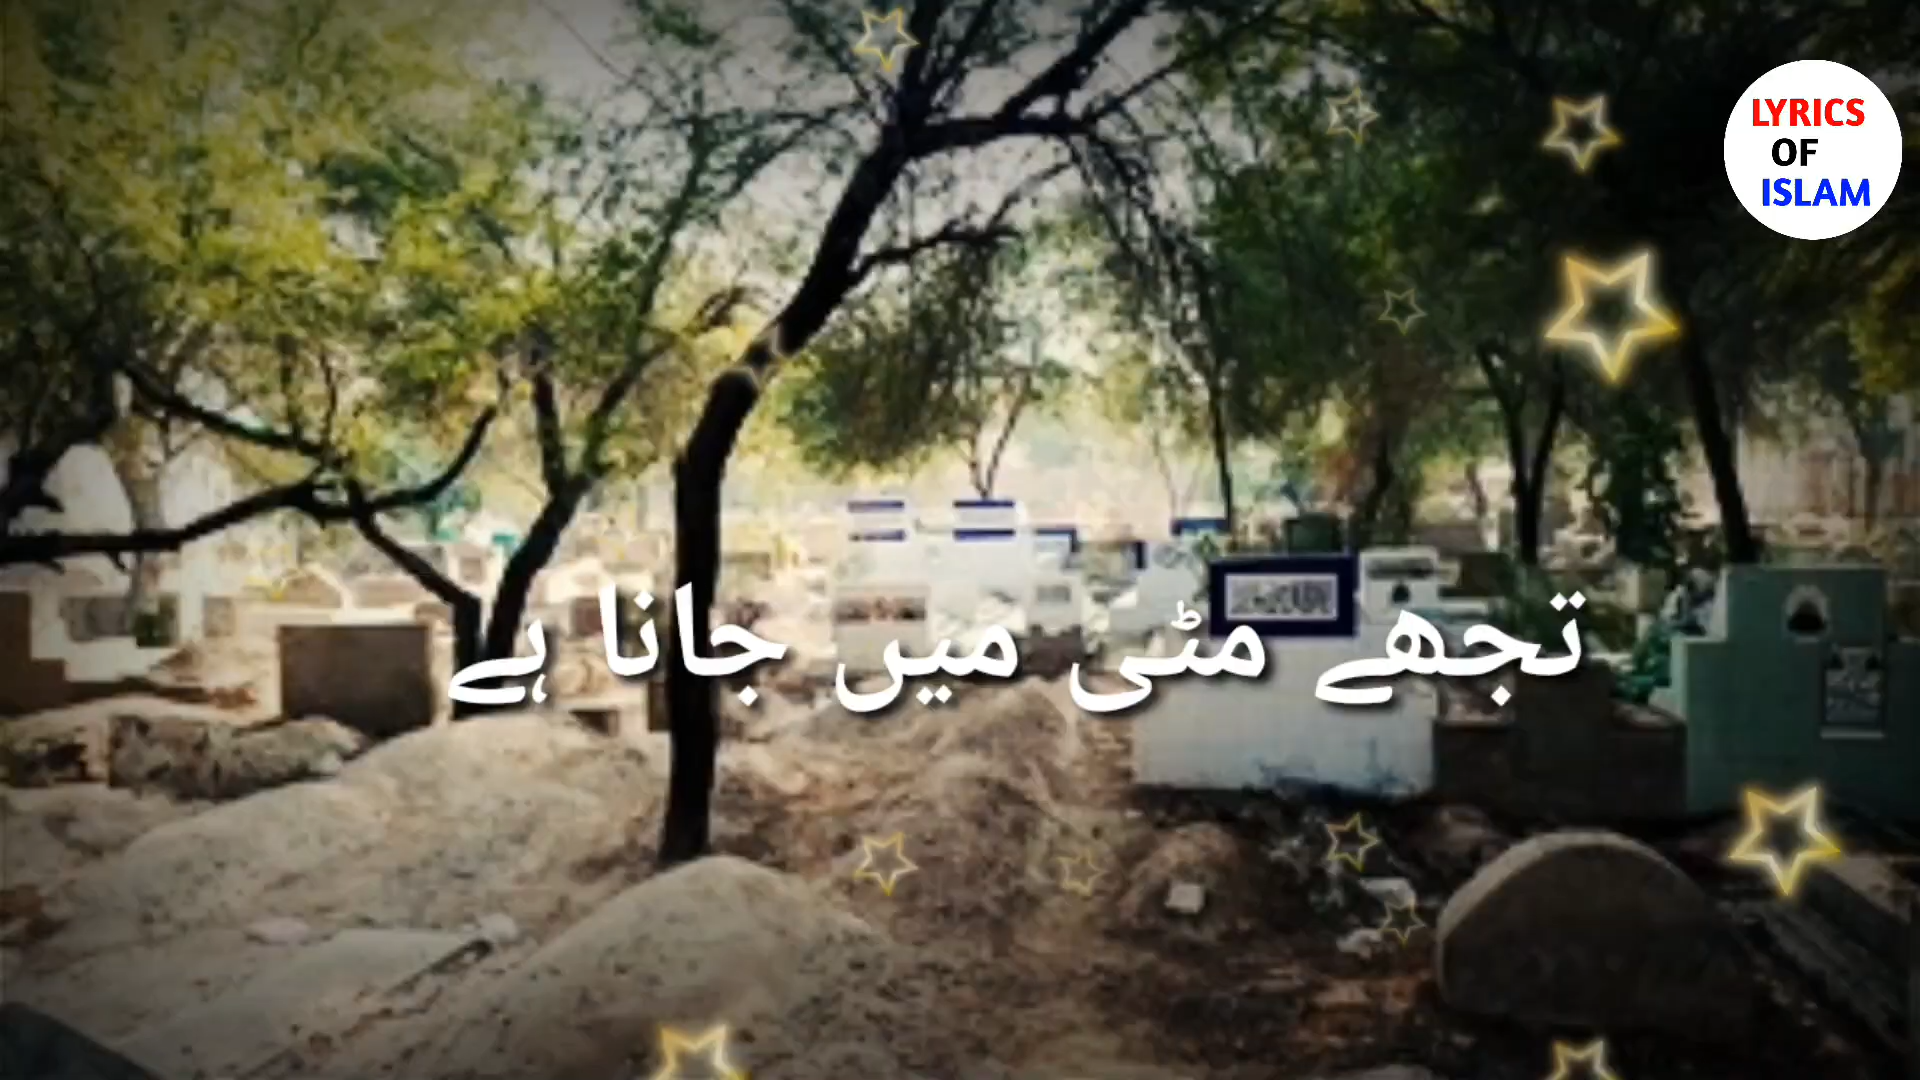 LYRICS
OF
ISLAM
تجھے مٹی میں جانا ہے